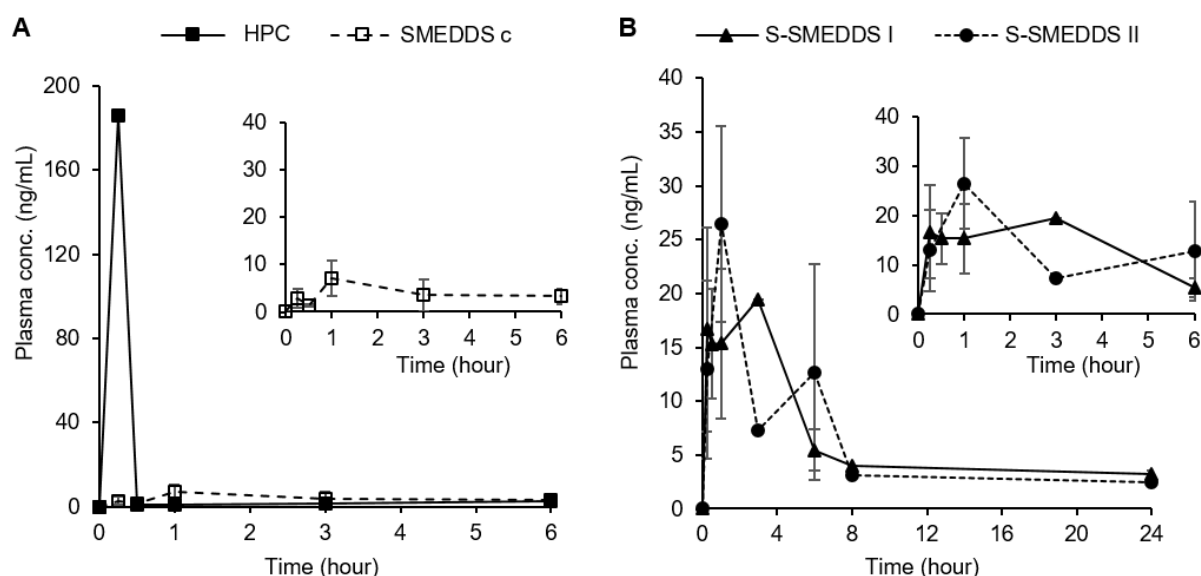 A
HPC
SMEDDS c
200
160
120
80
40
0
Plasma conc. (ng/mL)
0 1 2 3 4 5 6
Time (hour)
40
30
20
10
0
0 1 2 3 4 5 6
Time (hour)
B
S-SMEDDS I
S-SMEDDS II
40
35
30
25
20
15
10
5
0
Plasma conc. (ng/mL)
0 4 8 12 16 20 24
Time (hour)
40
30
20
10
0
0 1 2 3 4 5 6
Time (hour)